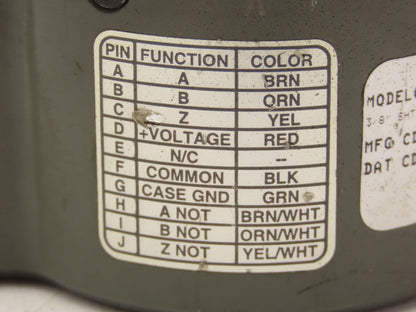 PIN FUNCTION COLOR
A A BRN
B B ORN
C Z YEL
D +VOLTAGE RED
E N/C --
F COMMON BLK
G CASE GND GRN
H A NOT BRN/WHT
I B NOT ORN/WHT
J Z NOT YEL/WHT
MODEL
MFG CD
DAT CD